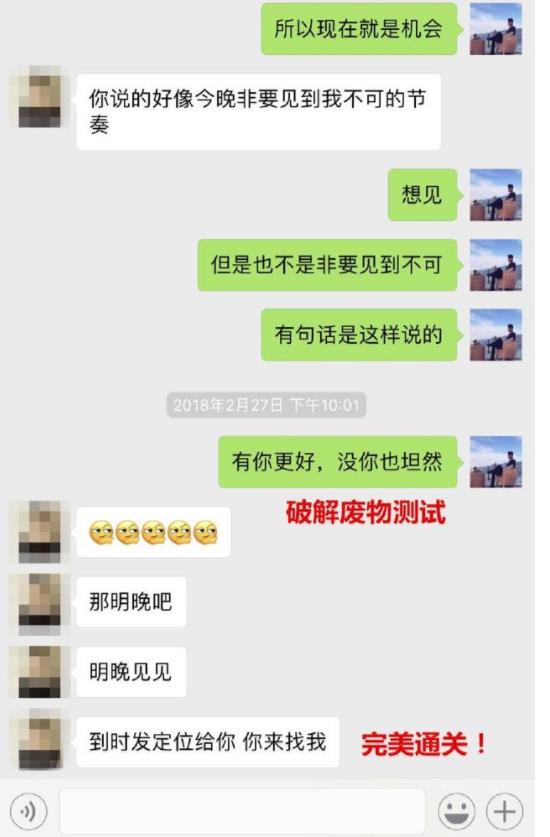 所以现在就是机会
你说的好像今晚非要见到我不可的节
奏
想见
但是也不是非要见到不可
有句话是这样说的
2018年2月27日 下午10:01
有你更好，没你也坦然
破解废物测试
那明晚吧
明晚见见
到时发定位给你 你来找我
完美通关！